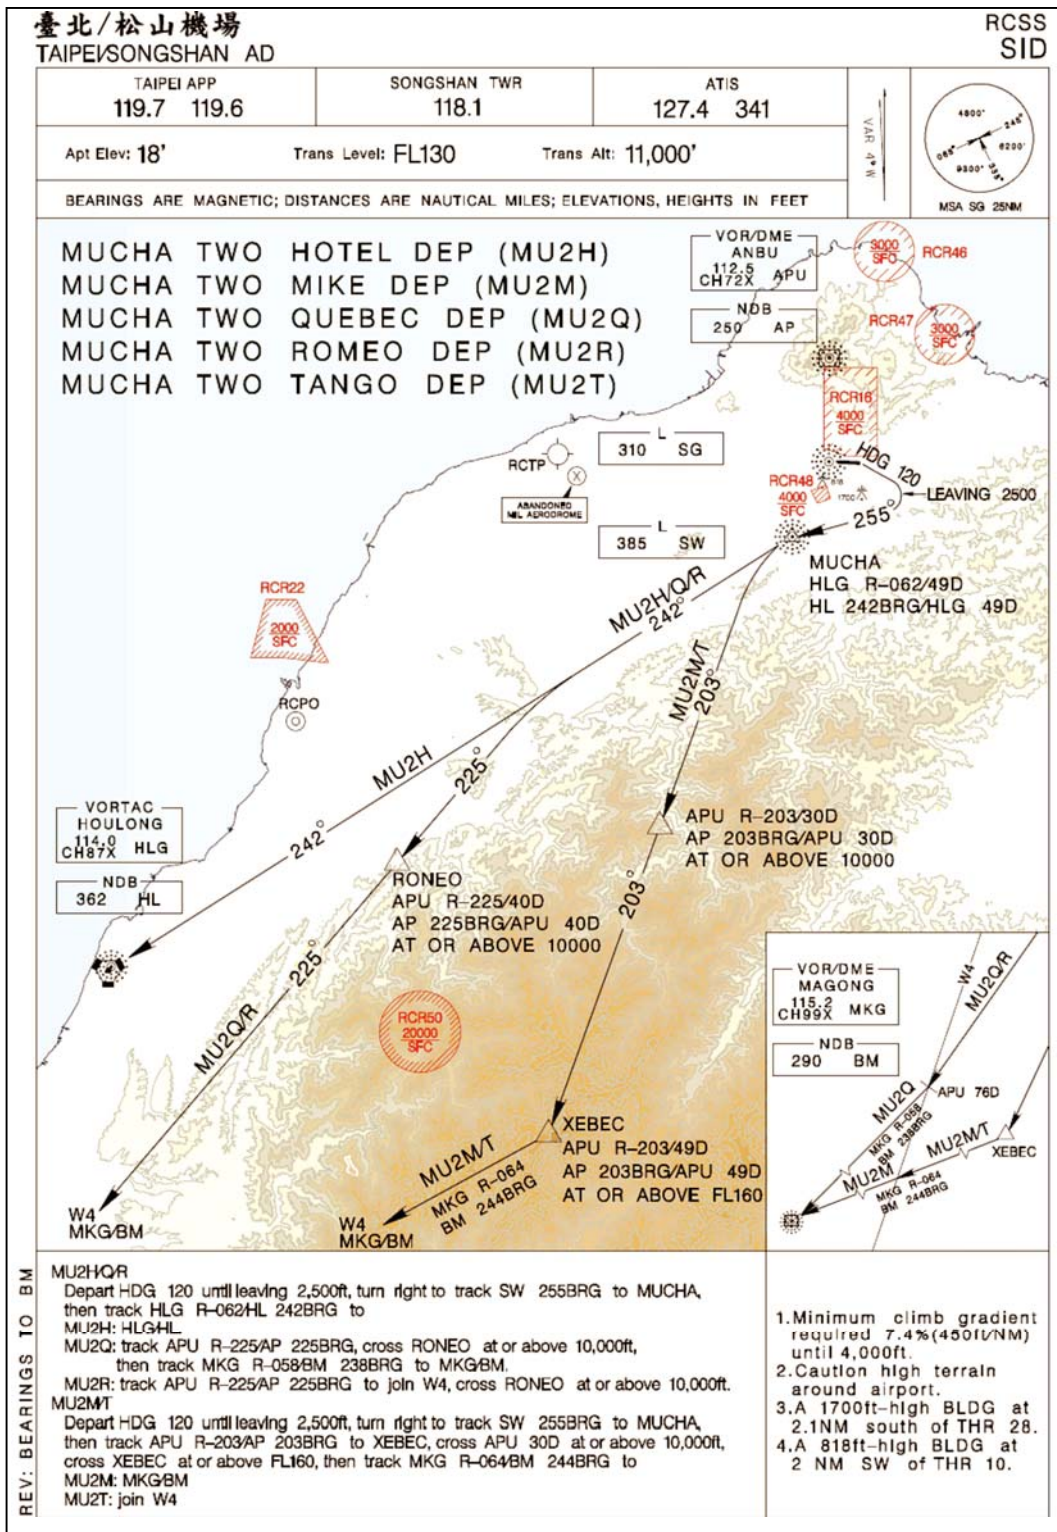 臺北/松山機場
TAIPEI/SONGSHAN AD
RCSS
SID
TAIPEI APP
119.7 119.6
SONGSHAN TWR
118.1
ATIS
127.4 341
VAR 4°W
4800'
245°
6200'
065°
9300'
335°
MSA SG 25NM
Apt Elev: 18'
Trans Level: FL130
Trans Alt: 11,000'
BEARINGS ARE MAGNETIC; DISTANCES ARE NAUTICAL MILES; ELEVATIONS, HEIGHTS IN FEET
MUCHA TWO HOTEL DEP (MU2H)
MUCHA TWO MIKE DEP (MU2M)
MUCHA TWO QUEBEC DEP (MU2Q)
MUCHA TWO ROMEO DEP (MU2R)
MUCHA TWO TANGO DEP (MU2T)
VOR/DME
ANBU
112.5
CH72X APU
NDB
250 AP
3000
SFC
RCR46
RCR47
3000
SFC
RCR16
4000
SFC
L
310 SG
RCTP
X
ABANDONED
MIL AERODROME
HDG 120
RCR48
4000
SFC
818
1700
LEAVING 2500
255°
L
385 SW
MUCHA
HLG R-062/49D
HL 242BRG/HLG 49D
RCR22
2000
SFC
MU2H/Q/R
242°
MU2M/T
203°
RCPO
MU2H
225°
VORTAC
HOULONG
114.0
CH87X HLG
NDB
362 HL
242°
APU R-203/30D
AP 203BRG/APU 30D
AT OR ABOVE 10000
RONEO
APU R-225/40D
AP 225BRG/APU 40D
AT OR ABOVE 10000
203°
225°
MU2Q/R
RCR50
20000
SFC
VOR/DME
MAGONG
115.2
CH99X MKG
NDB
290 BM
W4
MU2Q/R
APU 76D
MU2Q
MKG R-058
BM 238BRG
MU2M/T
XEBEC
MU2M
MKG R-064
BM 244BRG
XEBEC
APU R-203/49D
AP 203BRG/APU 49D
AT OR ABOVE FL160
MU2M/T
MKG R-064
BM 244BRG
W4
MKG/BM
W4
MKG/BM
REV: BEARINGS TO BM
MU2H/Q/R
Depart HDG 120 until leaving 2,500ft, turn right to track SW 255BRG to MUCHA,
then track HLG R-062/HL 242BRG to
MU2H: HLG/HL
MU2Q: track APU R-225/AP 225BRG, cross RONEO at or above 10,000ft,
then track MKG R-058/BM 238BRG to MKG/BM.
MU2R: track APU R-225/AP 225BRG to join W4, cross RONEO at or above 10,000ft.
MU2M/T
Depart HDG 120 until leaving 2,500ft, turn right to track SW 255BRG to MUCHA,
then track APU R-203/AP 203BRG to XEBEC, cross APU 30D at or above 10,000ft,
cross XEBEC at or above FL160, then track MKG R-064/BM 244BRG to
MU2M: MKG/BM
MU2T: join W4
1.Minimum climb gradient
required 7.4%(450ft/NM)
until 4,000ft.
2.Caution high terrain
around airport.
3.A 1700ft-high BLDG at
2.1NM south of THR 28.
4.A 818ft-high BLDG at
2 NM SW of THR 10.